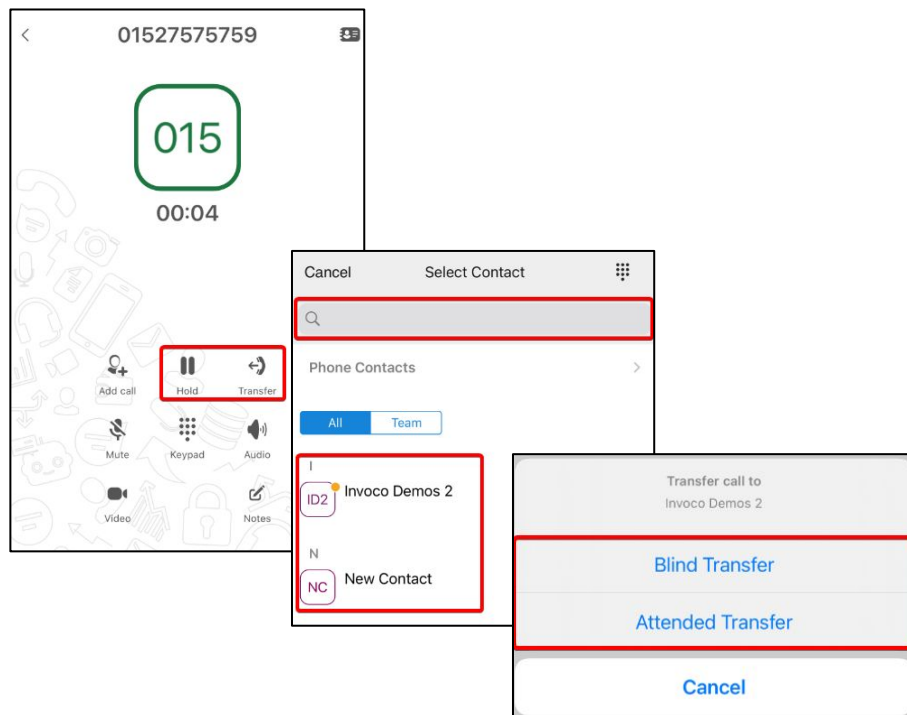 01527575759
015
00:04
Add call Hold Transfer
Mute Keypad Audio
Video Notes
Cancel Select Contact
Phone Contacts
All Team
I
ID2 Invoco Demos 2
N
NC New Contact
Transfer call to
Invoco Demos 2
Blind Transfer
Attended Transfer
Cancel